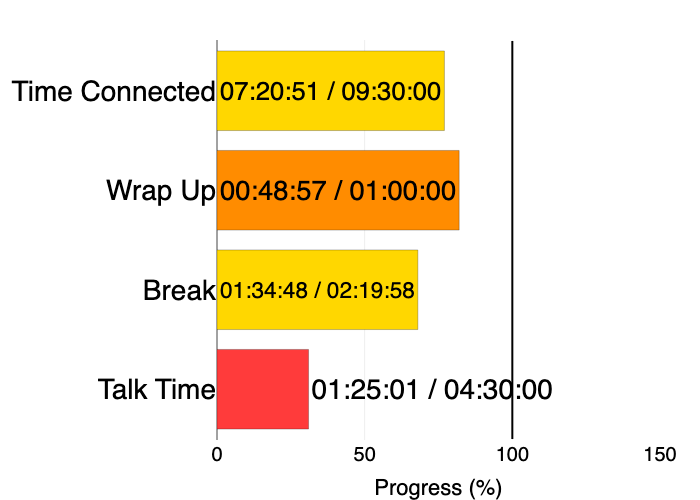 Time Connected 07:20:51 / 09:30:00
Wrap Up 00:48:57 / 01:00:00
Break 01:34:48 / 02:19:58
Talk Time 01:25:01 / 04:30:00
0 50 100 150
Progress (%)